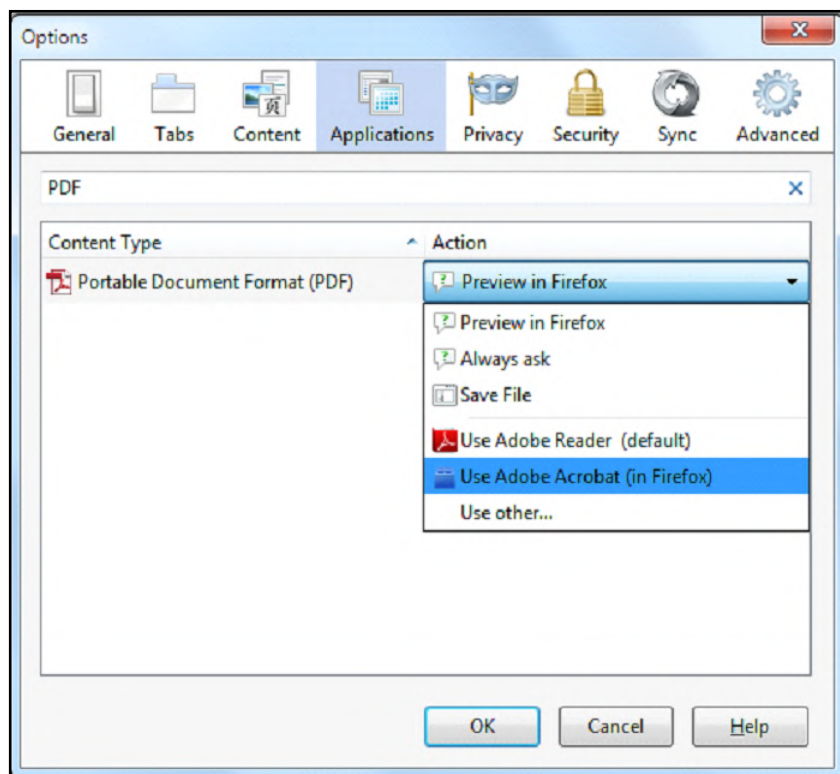 Options
General Tabs Content Applications Privacy Security Sync Advanced
PDF
Content Type Action
Portable Document Format (PDF) Preview in Firefox
Preview in Firefox
Always ask
Save File
Use Adobe Reader (default)
Use Adobe Acrobat (in Firefox)
Use other...
OK Cancel Help